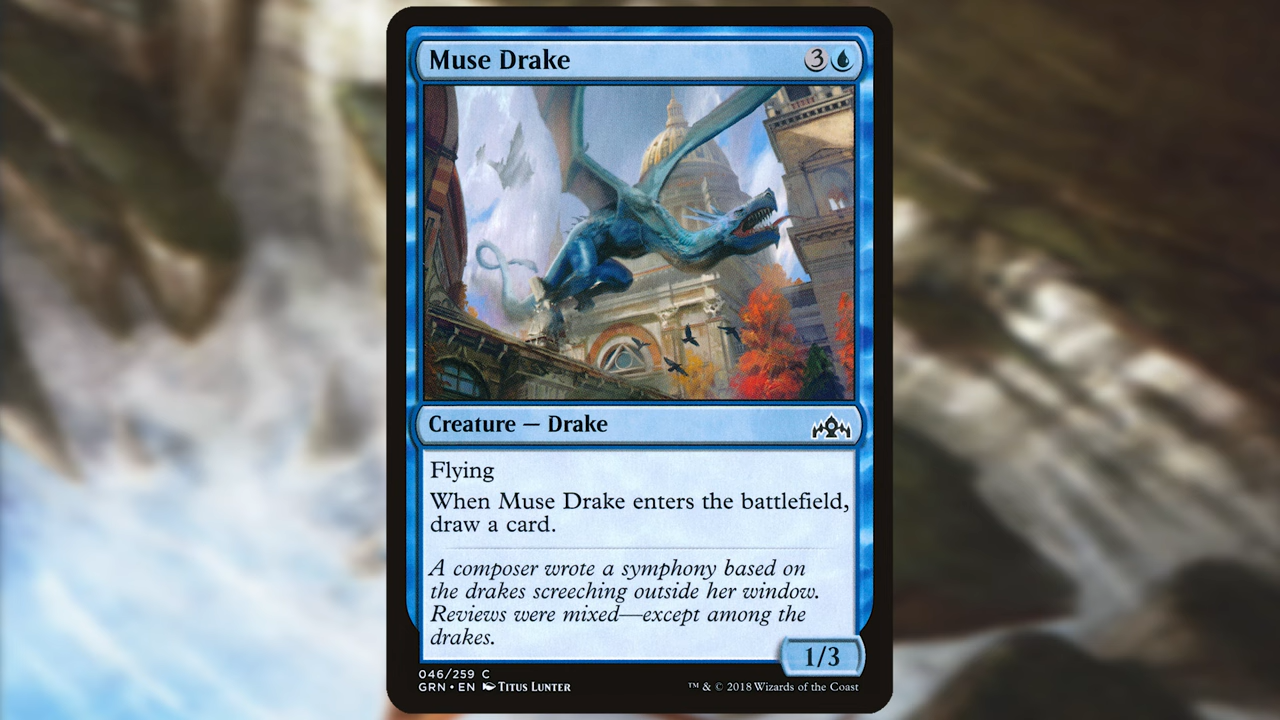 Muse Drake
3
Creature — Drake
Flying
When Muse Drake enters the battlefield,
draw a card.
A composer wrote a symphony based on
the drakes screeching outside her window.
Reviews were mixed—except among the
drakes.
1/3
046/259 C
GRN • EN Titus Lunter
™ & © 2018 Wizards of the Coast